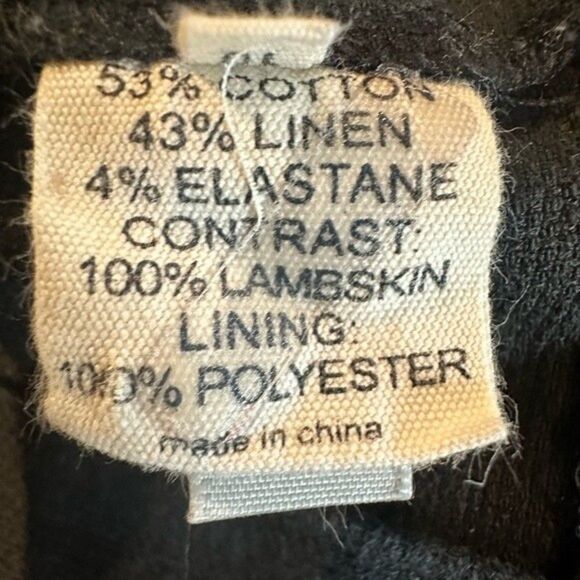 53% COTTON
43% LINEN
4% ELASTANE
CONTRAST:
100% LAMBSKIN
LINING:
100% POLYESTER
made in china